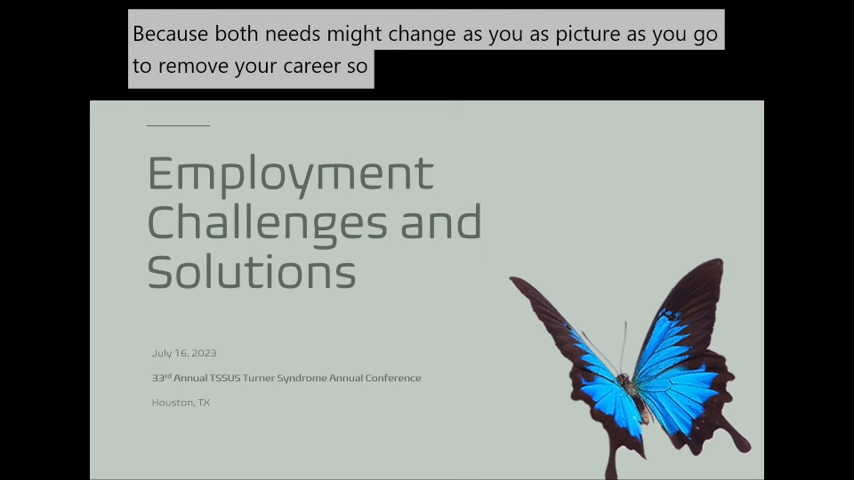 Because both needs might change as you as picture as you go
to remove your career so
Employment
Challenges and
Solutions
July 16, 2023
33rd Annual TSSUS Turner Syndrome Annual Conference
Houston, TX